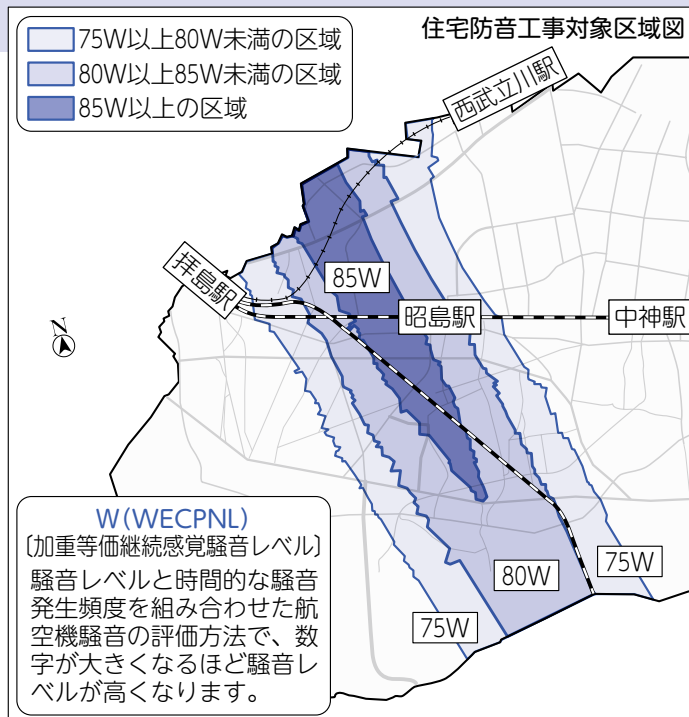 住宅防音工事対象区域図
75W以上80W未満の区域
80W以上85W未満の区域
85W以上の区域
西武立川駅
拝島駅
85W
昭島駅
中神駅
N
W(WECPNL)
〔加重等価継続感覚騒音レベル〕
騒音レベルと時間的な騒音
発生頻度を組み合わせた航
空機騒音の評価方法で、数
字が大きくなるほど騒音レ
ベルが高くなります。
75W
80W
75W